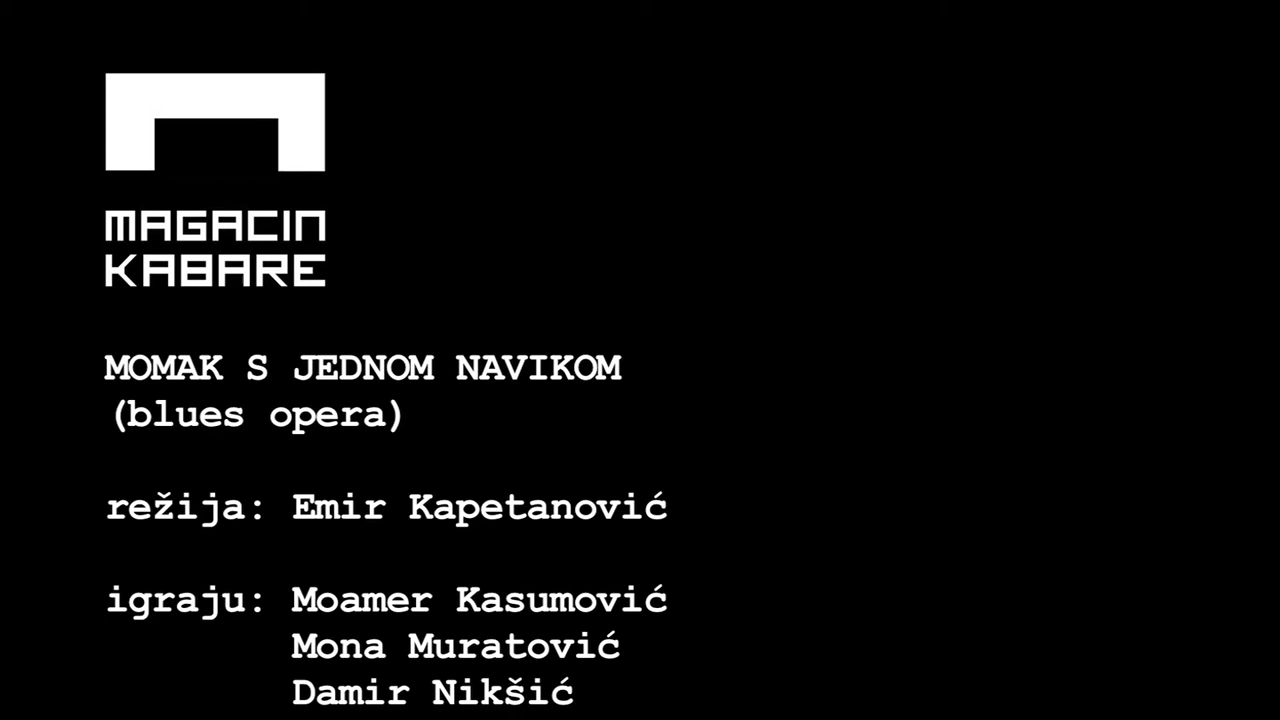 MAGACIN
KABARE
MOMAK S JEDNOM NAVIKOM
(blues opera)
režija: Emir Kapetanović
igraju: Moamer Kasumović
Mona Muratović
Damir Nikšić